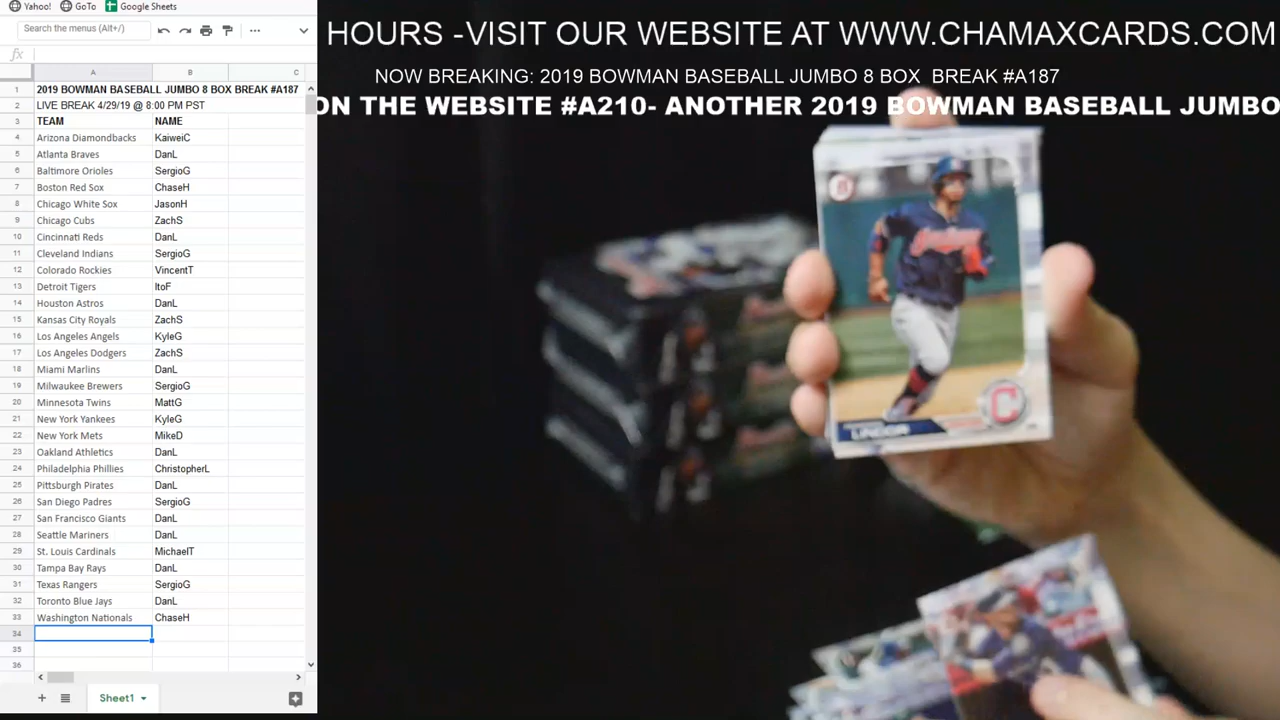 Yahoo!
GoTo
Google Sheets
Search the menus (Alt+/)
fx
A B C
1 2019 BOWMAN BASEBALL JUMBO 8 BOX BREAK #A187
2 LIVE BREAK 4/29/19 @ 8:00 PM PST
3 TEAM NAME
4 Arizona Diamondbacks KaiweiC
5 Atlanta Braves DanL
6 Baltimore Orioles SergioG
7 Boston Red Sox ChaseH
8 Chicago White Sox JasonH
9 Chicago Cubs ZachS
10 Cincinnati Reds DanL
11 Cleveland Indians SergioG
12 Colorado Rockies VincentT
13 Detroit Tigers ItoF
14 Houston Astros DanL
15 Kansas City Royals ZachS
16 Los Angeles Angels KyleG
17 Los Angeles Dodgers ZachS
18 Miami Marlins DanL
19 Milwaukee Brewers SergioG
20 Minnesota Twins MattG
21 New York Yankees KyleG
22 New York Mets MikeD
23 Oakland Athletics DanL
24 Philadelphia Phillies ChristopherL
25 Pittsburgh Pirates DanL
26 San Diego Padres SergioG
27 San Francisco Giants DanL
28 Seattle Mariners DanL
29 St. Louis Cardinals MichaelT
30 Tampa Bay Rays DanL
31 Texas Rangers SergioG
32 Toronto Blue Jays DanL
33 Washington Nationals ChaseH
34
35
36
Sheet1
HOURS -VISIT OUR WEBSITE AT WWW.CHAMAXCARDS.COM
NOW BREAKING: 2019 BOWMAN BASEBALL JUMBO 8 BOX BREAK #A187
ON THE WEBSITE #A210- ANOTHER 2019 BOWMAN BASEBALL JUMBO
Indians
C
LINDOR